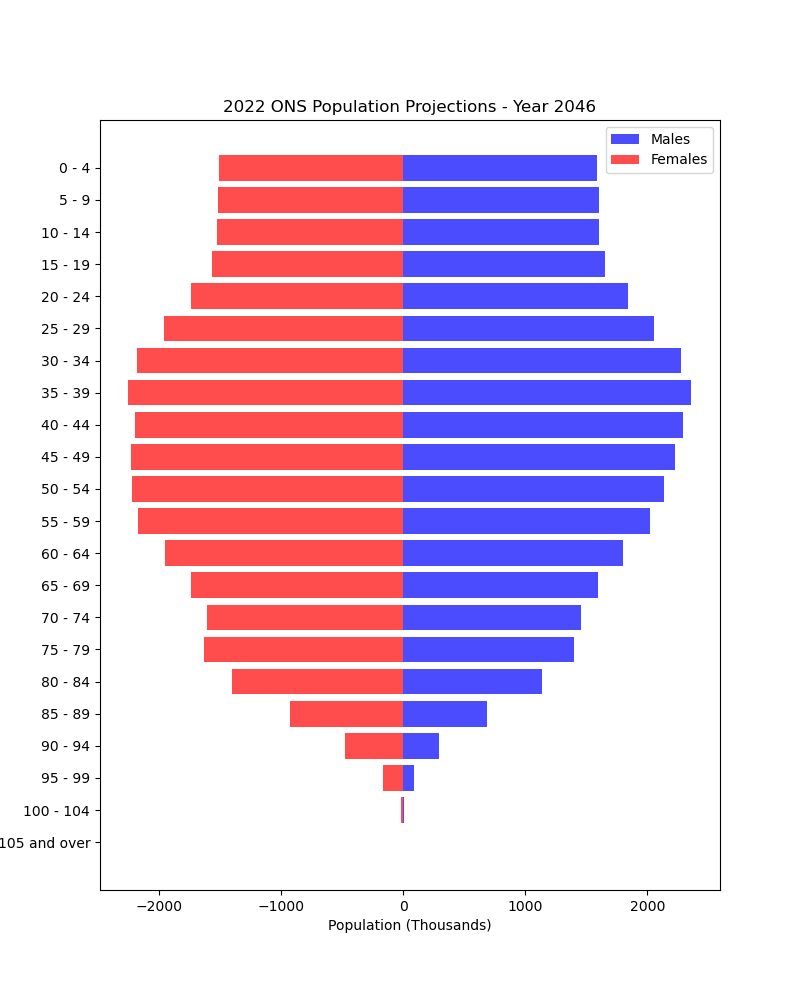 2022 ONS Population Projections - Year 2046
Males
Females
0 - 4
5 - 9
10 - 14
15 - 19
20 - 24
25 - 29
30 - 34
35 - 39
40 - 44
45 - 49
50 - 54
55 - 59
60 - 64
65 - 69
70 - 74
75 - 79
80 - 84
85 - 89
90 - 94
95 - 99
100 - 104
105 and over
−2000 −1000 0 1000 2000
Population (Thousands)